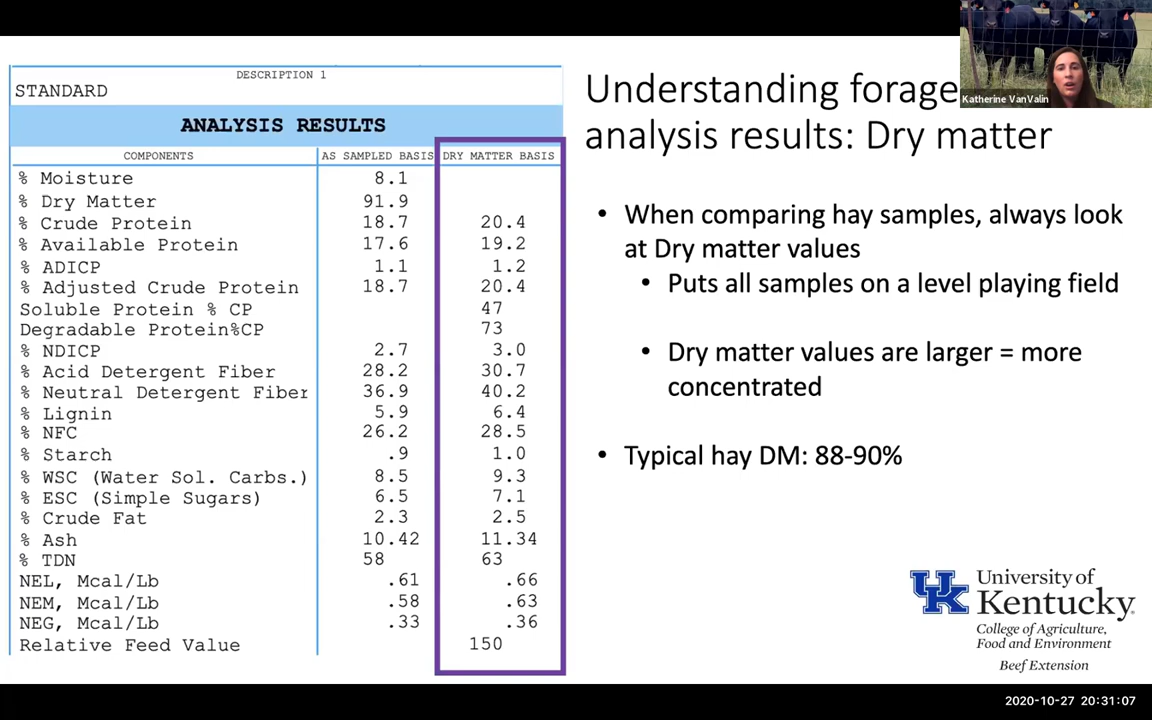 DESCRIPTION 1
STANDARD
ANALYSIS RESULTS
COMPONENTS AS SAMPLED BASIS DRY MATTER BASIS
% Moisture 8.1
% Dry Matter 91.9
% Crude Protein 18.7 20.4
% Available Protein 17.6 19.2
% ADICP 1.1 1.2
% Adjusted Crude Protein 18.7 20.4
Soluble Protein % CP 47
Degradable Protein%CP 73
% NDICP 2.7 3.0
% Acid Detergent Fiber 28.2 30.7
% Neutral Detergent Fiber 36.9 40.2
% Lignin 5.9 6.4
% NFC 26.2 28.5
% Starch .9 1.0
% WSC (Water Sol. Carbs.) 8.5 9.3
% ESC (Simple Sugars) 6.5 7.1
% Crude Fat 2.3 2.5
% Ash 10.42 11.34
% TDN 58 63
NEL, Mcal/Lb .61 .66
NEM, Mcal/Lb .58 .63
NEG, Mcal/Lb .33 .36
Relative Feed Value 150
Understanding forage
analysis results: Dry matter
• When comparing hay samples, always look
at Dry matter values
• Puts all samples on a level playing field
• Dry matter values are larger = more
concentrated
• Typical hay DM: 88-90%
Katherine VanValin
UK
University of
Kentucky
College of Agriculture,
Food and Environment
Beef Extension
2020-10-27 20:31:07